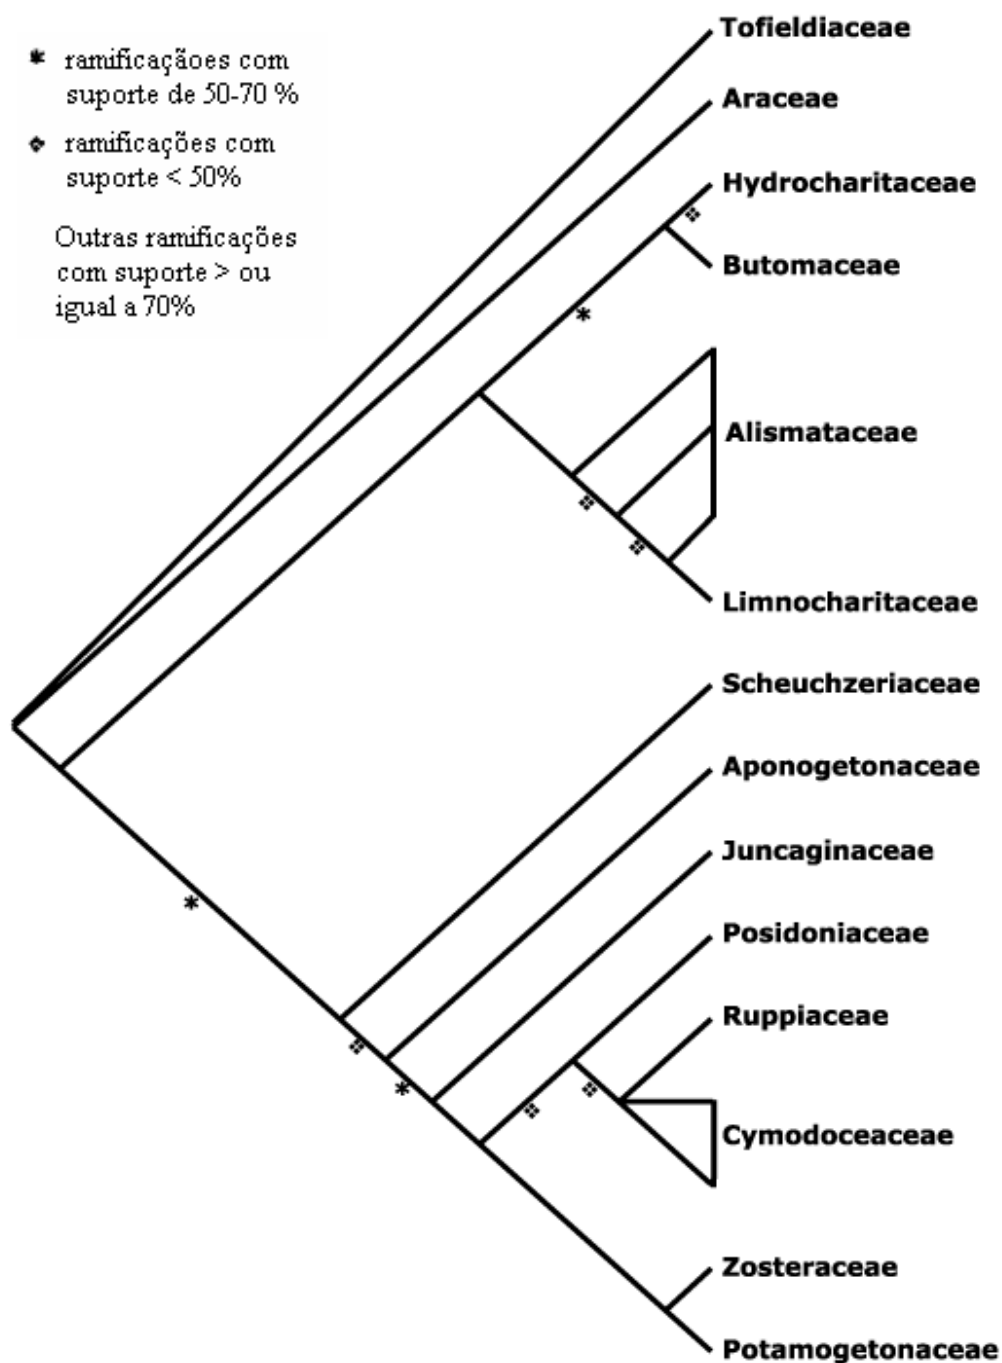 * ramificaçãoes com
suporte de 50-70 %
ramificações com
suporte < 50%
Outras ramificações
com suporte > ou
igual a 70%
Tofieldiaceae
Araceae
Hydrocharitaceae
Butomaceae
Alismataceae
Limnocharitaceae
Scheuchzeriaceae
Aponogetonaceae
Juncaginaceae
Posidoniaceae
Ruppiaceae
Cymodoceaceae
Zosteraceae
Potamogetonaceae